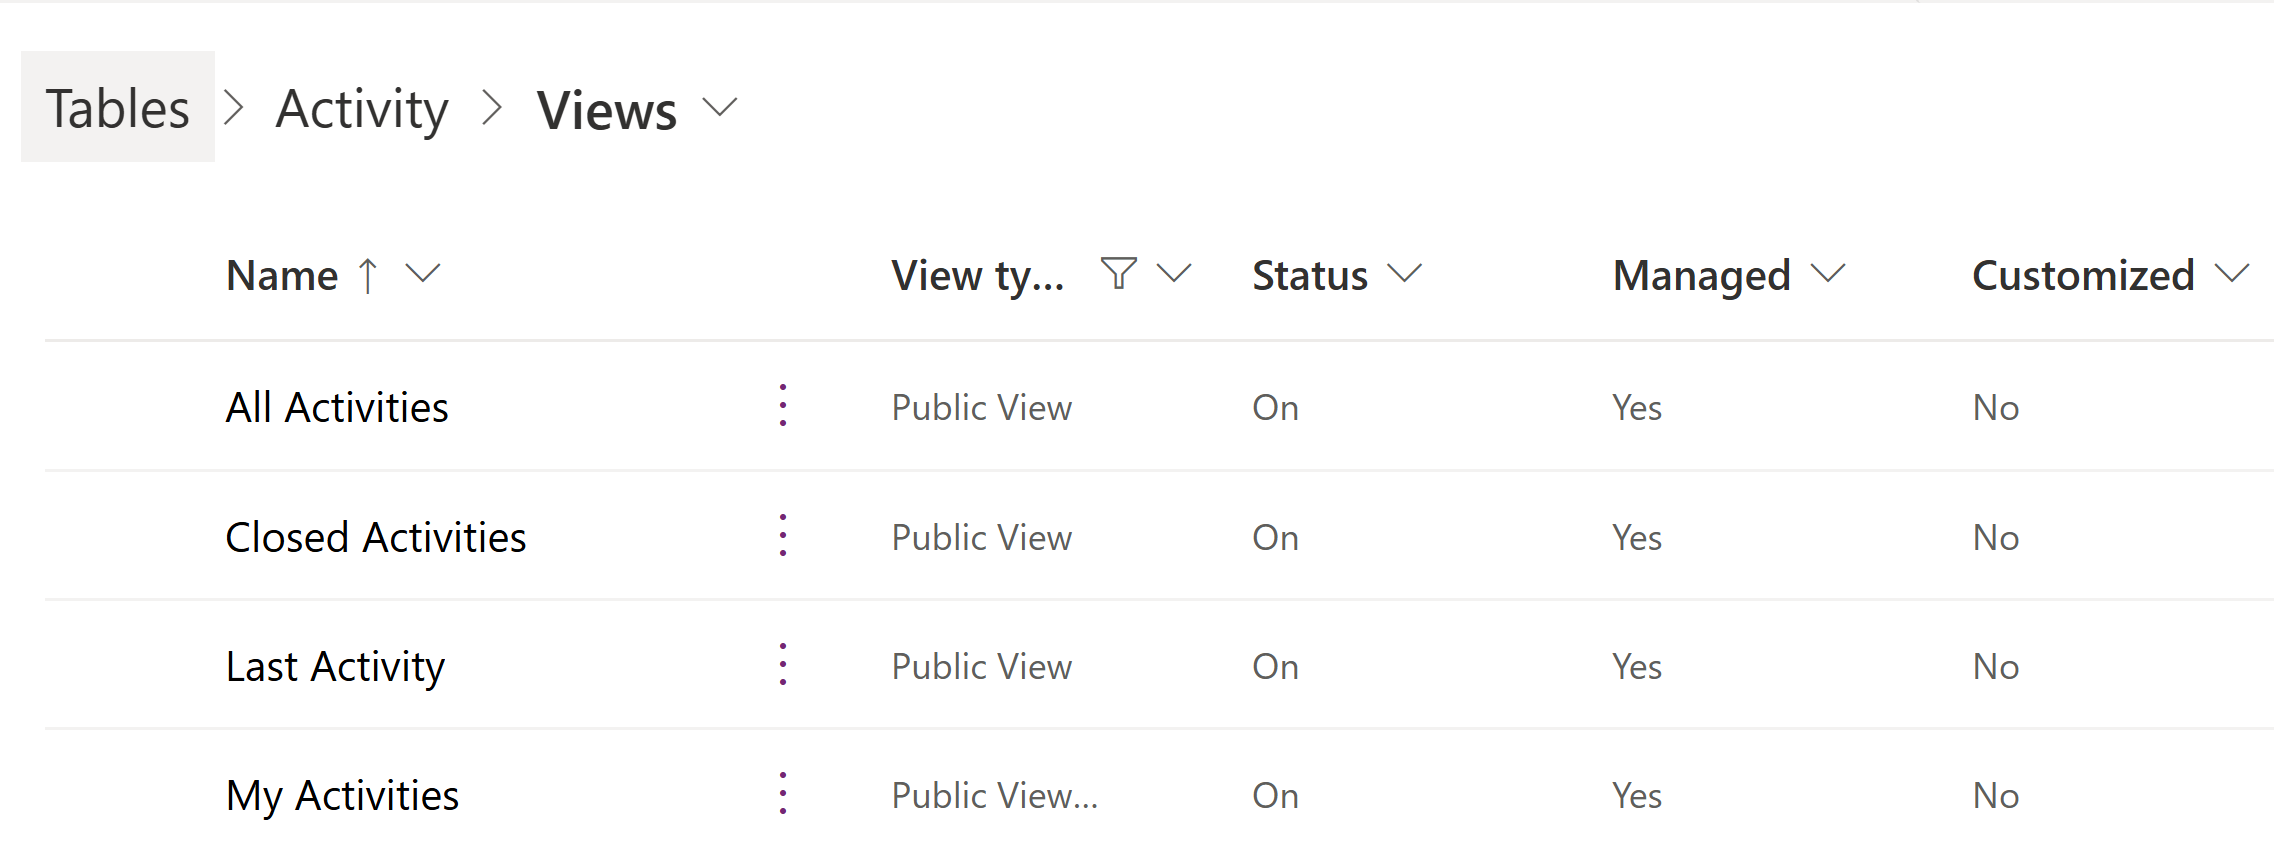 Tables > Activity > Views
Name View ty... Status Managed Customized
All Activities Public View On Yes No
Closed Activities Public View On Yes No
Last Activity Public View On Yes No
My Activities Public View... On Yes No